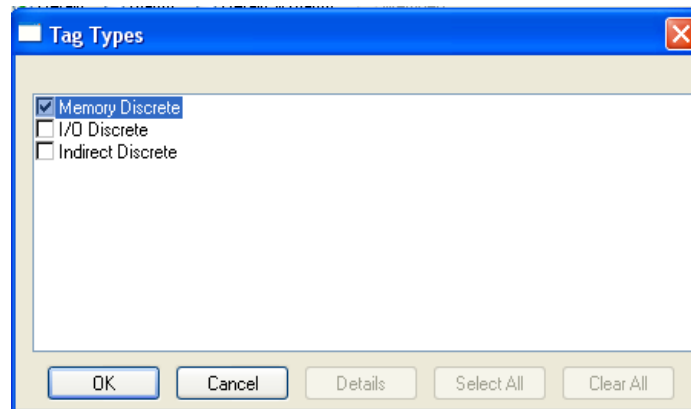 Tag Types
Memory Discrete
I/O Discrete
Indirect Discrete
OK Cancel Details Select All Clear All